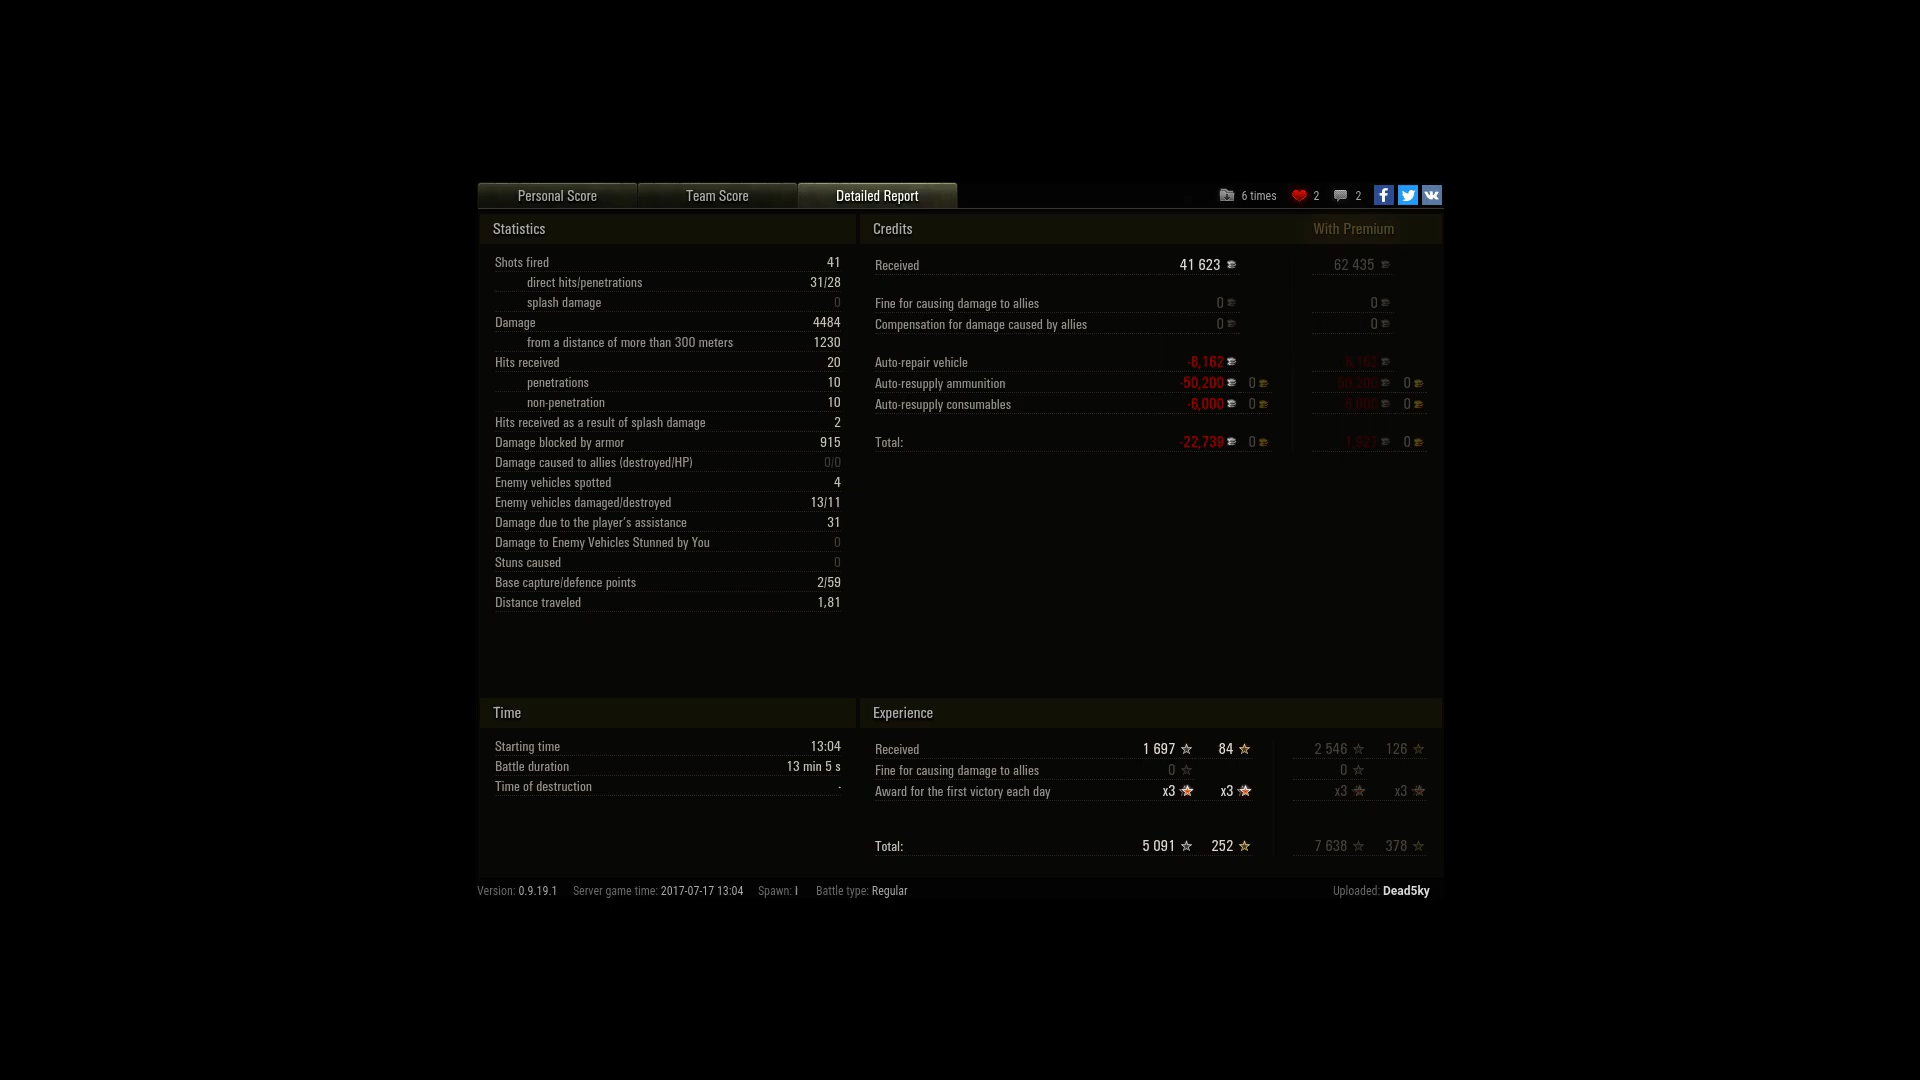 Personal Score Team Score Detailed Report 6 times 2 2
Statistics
Shots fired 41
direct hits/penetrations 31/28
splash damage 0
Damage 4484
from a distance of more than 300 meters 1230
Hits received 20
penetrations 10
non-penetration 10
Hits received as a result of splash damage 2
Damage blocked by armor 915
Damage caused to allies (destroyed/HP) 0/0
Enemy vehicles spotted 4
Enemy vehicles damaged/destroyed 13/11
Damage due to the player's assistance 31
Damage to Enemy Vehicles Stunned by You 0
Stuns caused 0
Base capture/defence points 2/59
Distance traveled 1,81
Credits With Premium
Received 41 623 62 435
Fine for causing damage to allies 0 0
Compensation for damage caused by allies 0 0
Auto-repair vehicle -8,162 -8,162
Auto-resupply ammunition -50,200 0 -50,200 0
Auto-resupply consumables -6,000 0 -6,000 0
Total: -22,739 0 -1,927 0
Time
Starting time 13:04
Battle duration 13 min 5 s
Time of destruction -
Experience
Received 1 697 84 2 546 126
Fine for causing damage to allies 0 0
Award for the first victory each day x3 x3 x3 x3
Total: 5 091 252 7 638 378
Version: 0.9.19.1 Server game time: 2017-07-17 13:04 Spawn: I Battle type: Regular Uploaded: Dead5ky